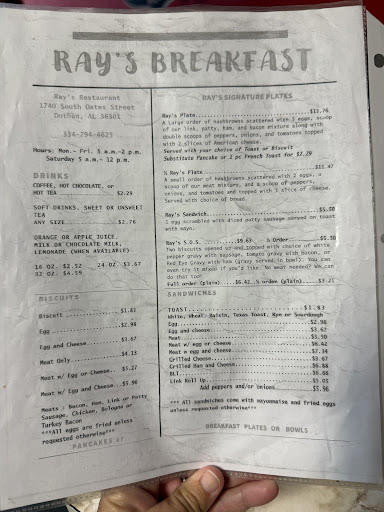 RAY'S BREAKFAST
Ray's Restaurant
1740 South Oates Street
Dothan, AL 36301
334-794-4625
Hours: Mon.- Fri. 5 a.m.-2 p.m.
Saturday 5 a.m.- 12 p.m.
DRINKS
COFFEE, HOT CHOCOLATE, or
HOT TEA $2.29
SOFT DRINKS, SWEET OR UNSWEET
TEA
ANY SIZE $2.76
ORANGE OR APPLE JUICE,
MILK OR CHOCOLATE MILK,
LEMONADE (WHEN AVAILABLE)
16 OZ. $2.52 24 OZ. $3.67
32 OZ. $4.59
BISCUITS
Biscuit $1.83
Egg $2.98
Egg and Cheese $3.67
Meat Only $4.13
Meat w/ Egg or Cheese $5.27
Meat w/ Egg and Cheese $5.96
Meats : Bacon, Ham, Link or Patty
Sausage, Chicken, Bologna or
Turkey Bacon
***All eggs are fried unless
requested otherwise***
PANCAKES
RAY'S SIGNATURE PLATES
Ray's Plate $13.76
A Large order of hashbrowns scattered with 3 eggs, scoop
of our link, patty, ham, and bacon mixture along with
double scoops of peppers, onions, and tomatoes topped
with 2 slices of American cheese.
Served with your choice of Toast or Biscuit
Substitute Pancake or 1 pc French Toast for $2.29
½ Ray's Plate $11.47
A small order of hashbrowns scattered with 2 eggs, a
scoop of our meat mixture, and a scoop of peppers,
onions, and tomatoes and topped with 1 slice of cheese.
Served with choice of bread.
Ray's Sandwich $5.50
1 egg scrambled with diced patty sausage served on toast
with mayo.
Ray's S.O.S. $9.63 ½ Order $5.50
Two biscuits opened up and topped with choice of white
pepper gravy with sausage, tomato gravy with bacon, or
Red Eye Gravy with ham (gravy served in bowl). You can
even try it mixed if you'd like. So what needed? We can
do that too!
Full order (plain) $6.42 ½ order (plain) $3.21
SANDWICHES
TOAST $1.83
White, Wheat, Raisin, Texas Toast, Rye or Sourdough
Egg $2.98
Egg and cheese $3.67
Meat $5.50
Meat w/ egg or cheese $6.42
Meat w egg and cheese $7.34
Grilled Cheese $3.67
Grilled Ham and Cheese $6.88
BLT $6.88
Link Roll Up $5.05
Add peppers and/or onions $5.96
*** All sandwiches come with mayonnaise and fried eggs
unless requested otherwise***
BREAKFAST PLATES OR BOWLS